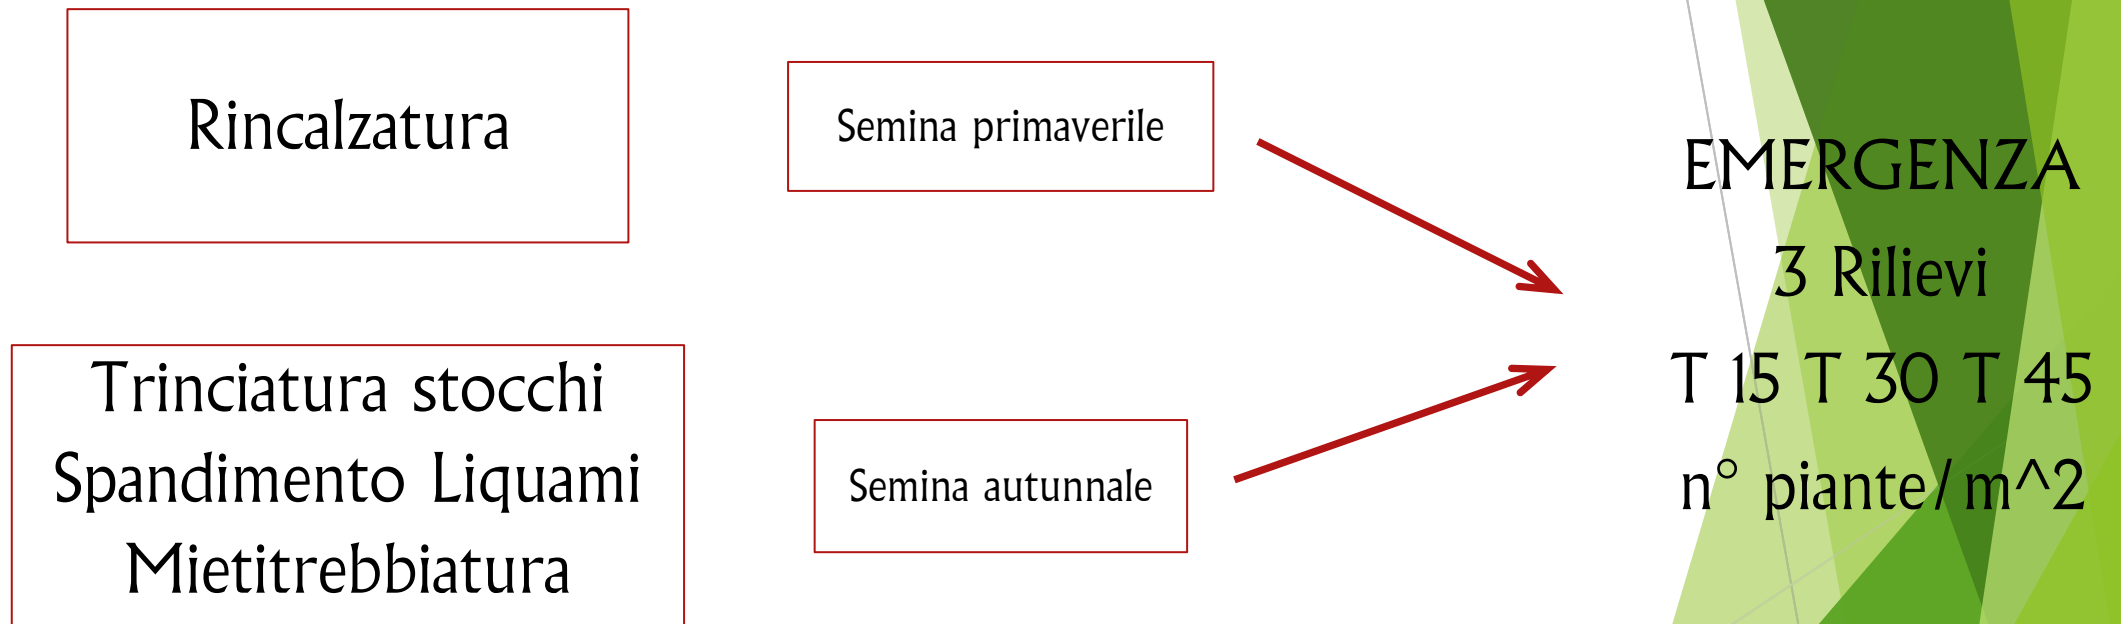 Rincalzatura
Semina primaverile
Trinciatura stocchi
Spandimento Liquami
Mietitrebbiatura
Semina autunnale
EMERGENZA
3 Rilievi
T 15 T 30 T 45
n° piante/m^2